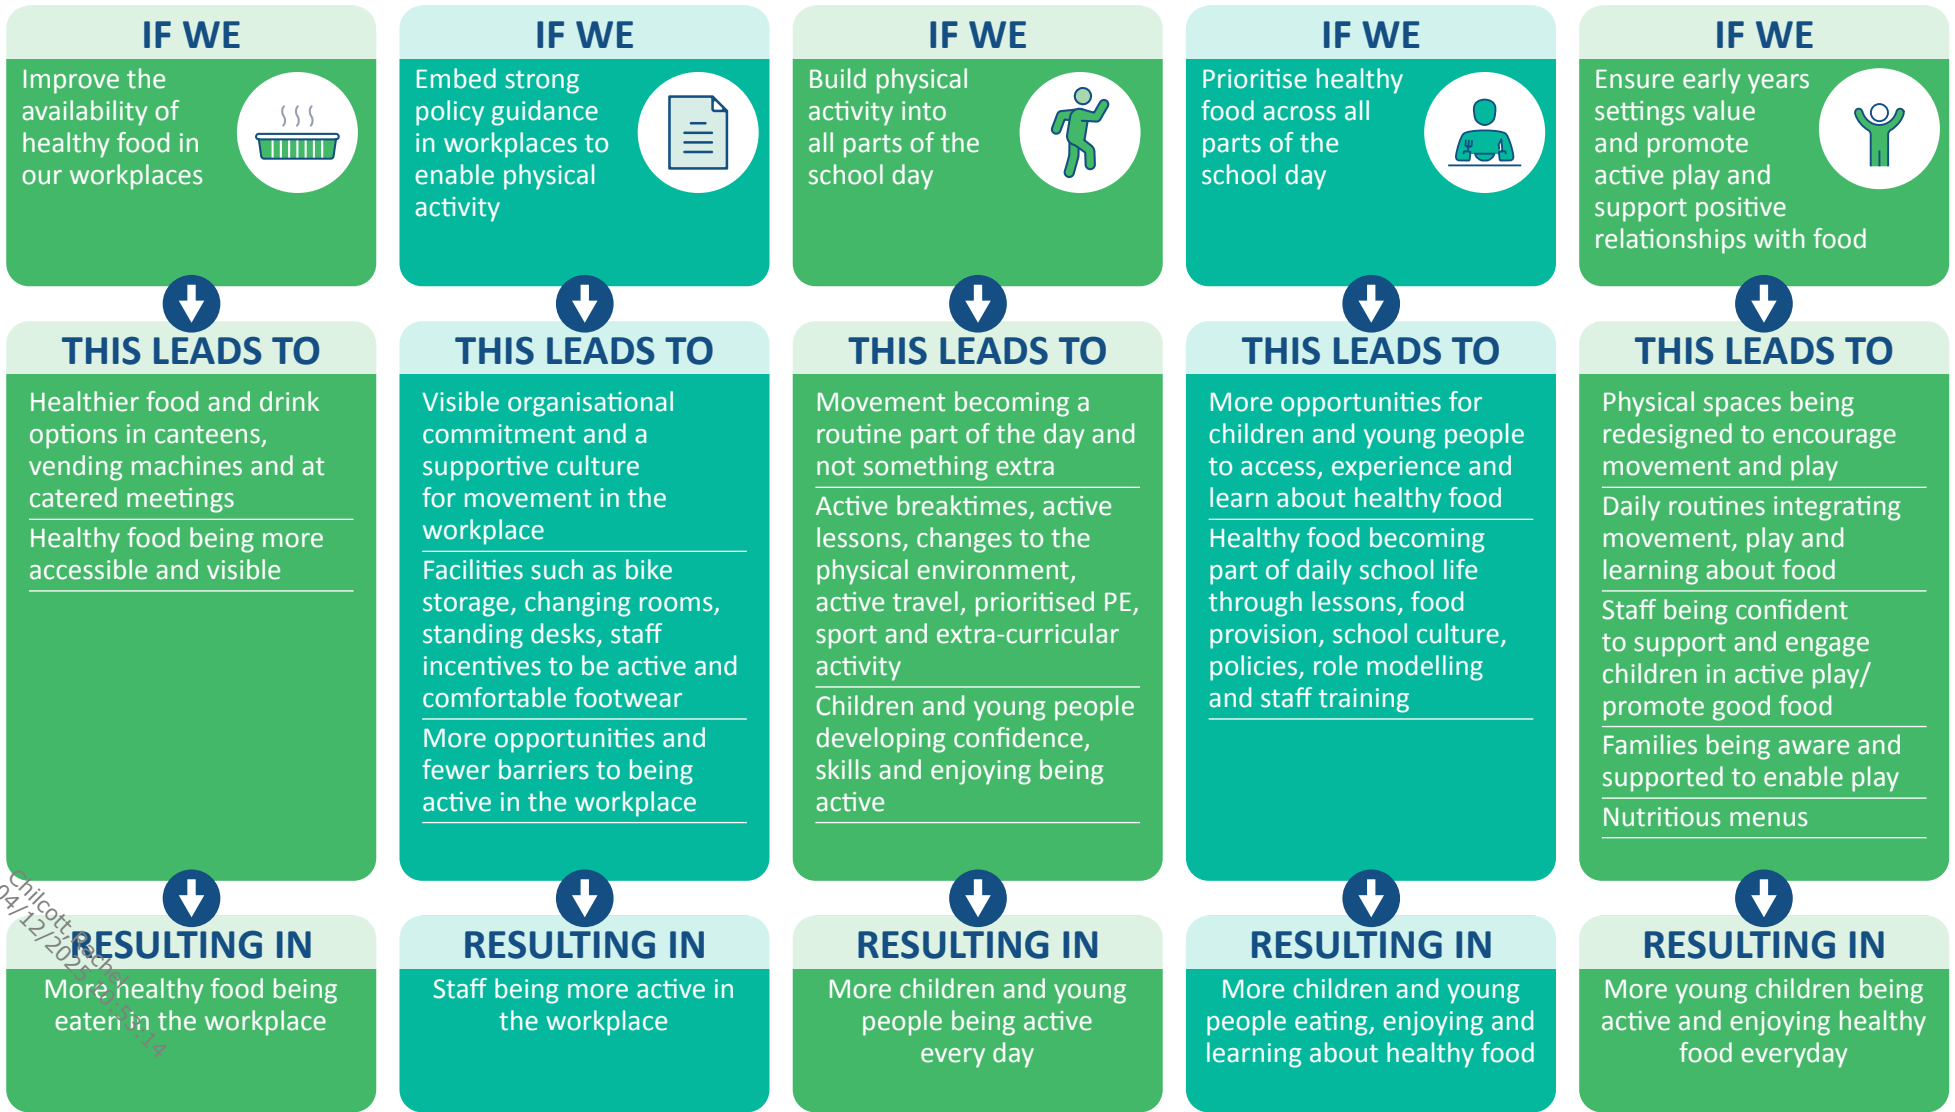 IF WE
Improve the
availability of
healthy food in
our workplaces
THIS LEADS TO
Healthier food and drink
options in canteens,
vending machines and at
catered meetings
Healthy food being more
accessible and visible
RESULTING IN
More healthy food being
eaten in the workplace
IF WE
Embed strong
policy guidance
in workplaces to
enable physical
activity
THIS LEADS TO
Visible organisational
commitment and a
supportive culture
for movement in the
workplace
Facilities such as bike
storage, changing rooms,
standing desks, staff
incentives to be active and
comfortable footwear
More opportunities and
fewer barriers to being
active in the workplace
RESULTING IN
Staff being more active in
the workplace
IF WE
Build physical
activity into
all parts of the
school day
THIS LEADS TO
Movement becoming a
routine part of the day and
not something extra
Active breaktimes, active
lessons, changes to the
physical environment,
active travel, prioritised PE,
sport and extra-curricular
activity
Children and young people
developing confidence,
skills and enjoying being
active
RESULTING IN
More children and young
people being active
every day
IF WE
Prioritise healthy
food across all
parts of the
school day
THIS LEADS TO
More opportunities for
children and young people
to access, experience and
learn about healthy food
Healthy food becoming
part of daily school life
through lessons, food
provision, school culture,
policies, role modelling
and staff training
RESULTING IN
More children and young
people eating, enjoying and
learning about healthy food
IF WE
Ensure early years
settings value
and promote
active play and
support positive
relationships with food
THIS LEADS TO
Physical spaces being
redesigned to encourage
movement and play
Daily routines integrating
movement, play and
learning about food
Staff being confident
to support and engage
children in active play/
promote good food
Families being aware and
supported to enable play
Nutritious menus
RESULTING IN
More young children being
active and enjoying healthy
food everyday
Chilcott, Rachel
04/12/2025